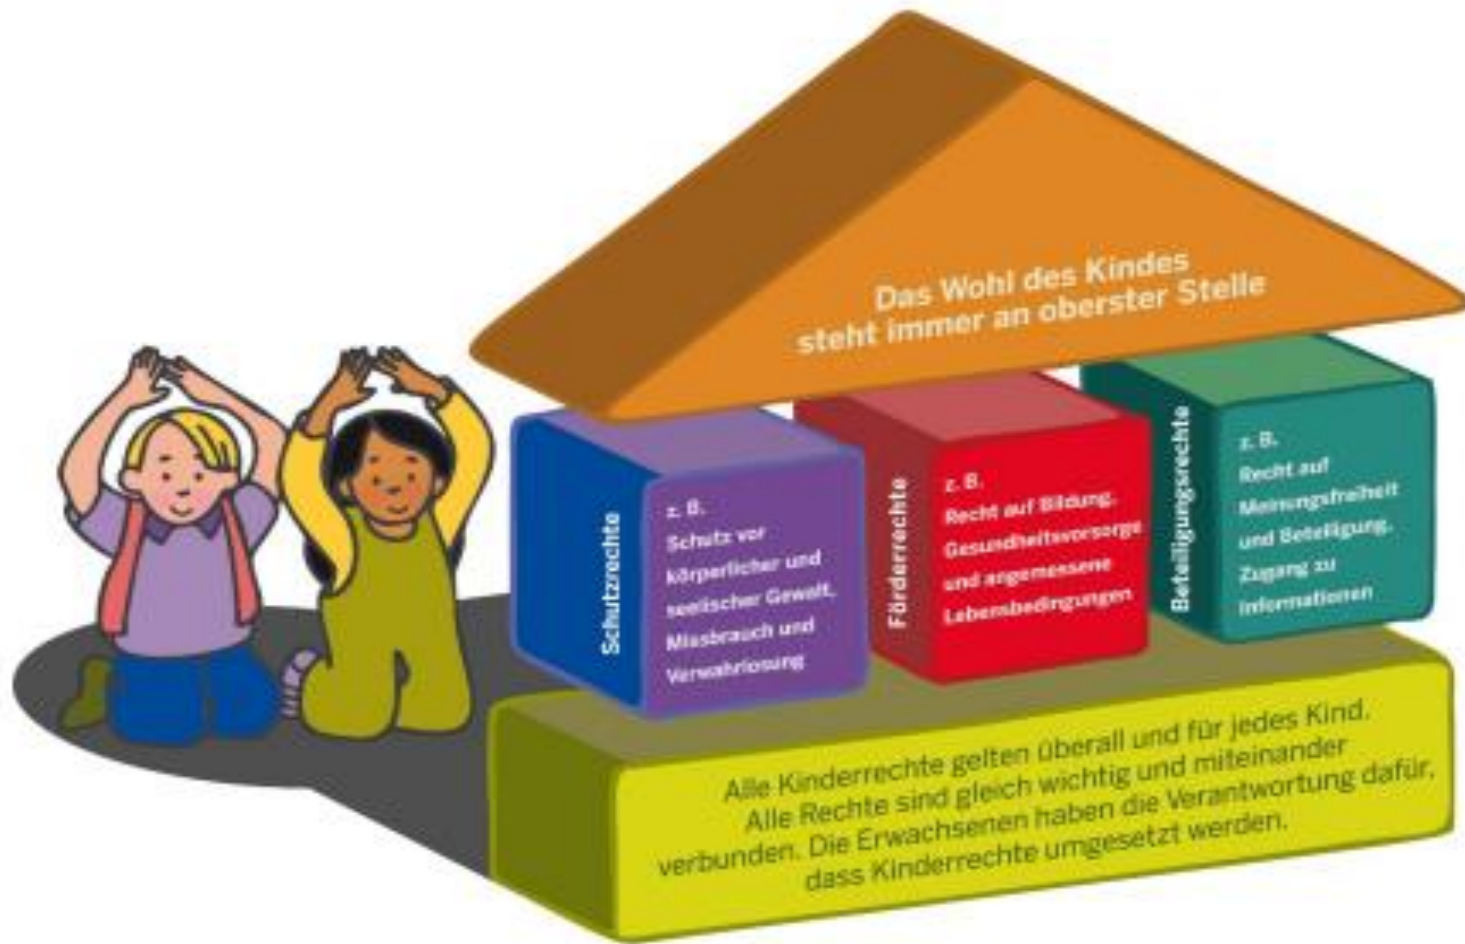 Das Wohl des Kindes
steht immer an oberster Stelle
Schutzrechte
z. B.
Schutz vor
körperlicher und
seelischer Gewalt,
Missbrauch und
Verwahrlosung
Förderrechte
z. B.
Recht auf Bildung,
Gesundheitsvorsorge
und angemessene
Lebensbedingungen
Beteiligungsrechte
z. B.
Recht auf
Meinungsfreiheit
und Beteiligung,
Zugang zu
Informationen
Alle Kinderrechte gelten überall und für jedes Kind.
Alle Rechte sind gleich wichtig und miteinander
verbunden. Die Erwachsenen haben die Verantwortung dafür,
dass Kinderrechte umgesetzt werden.